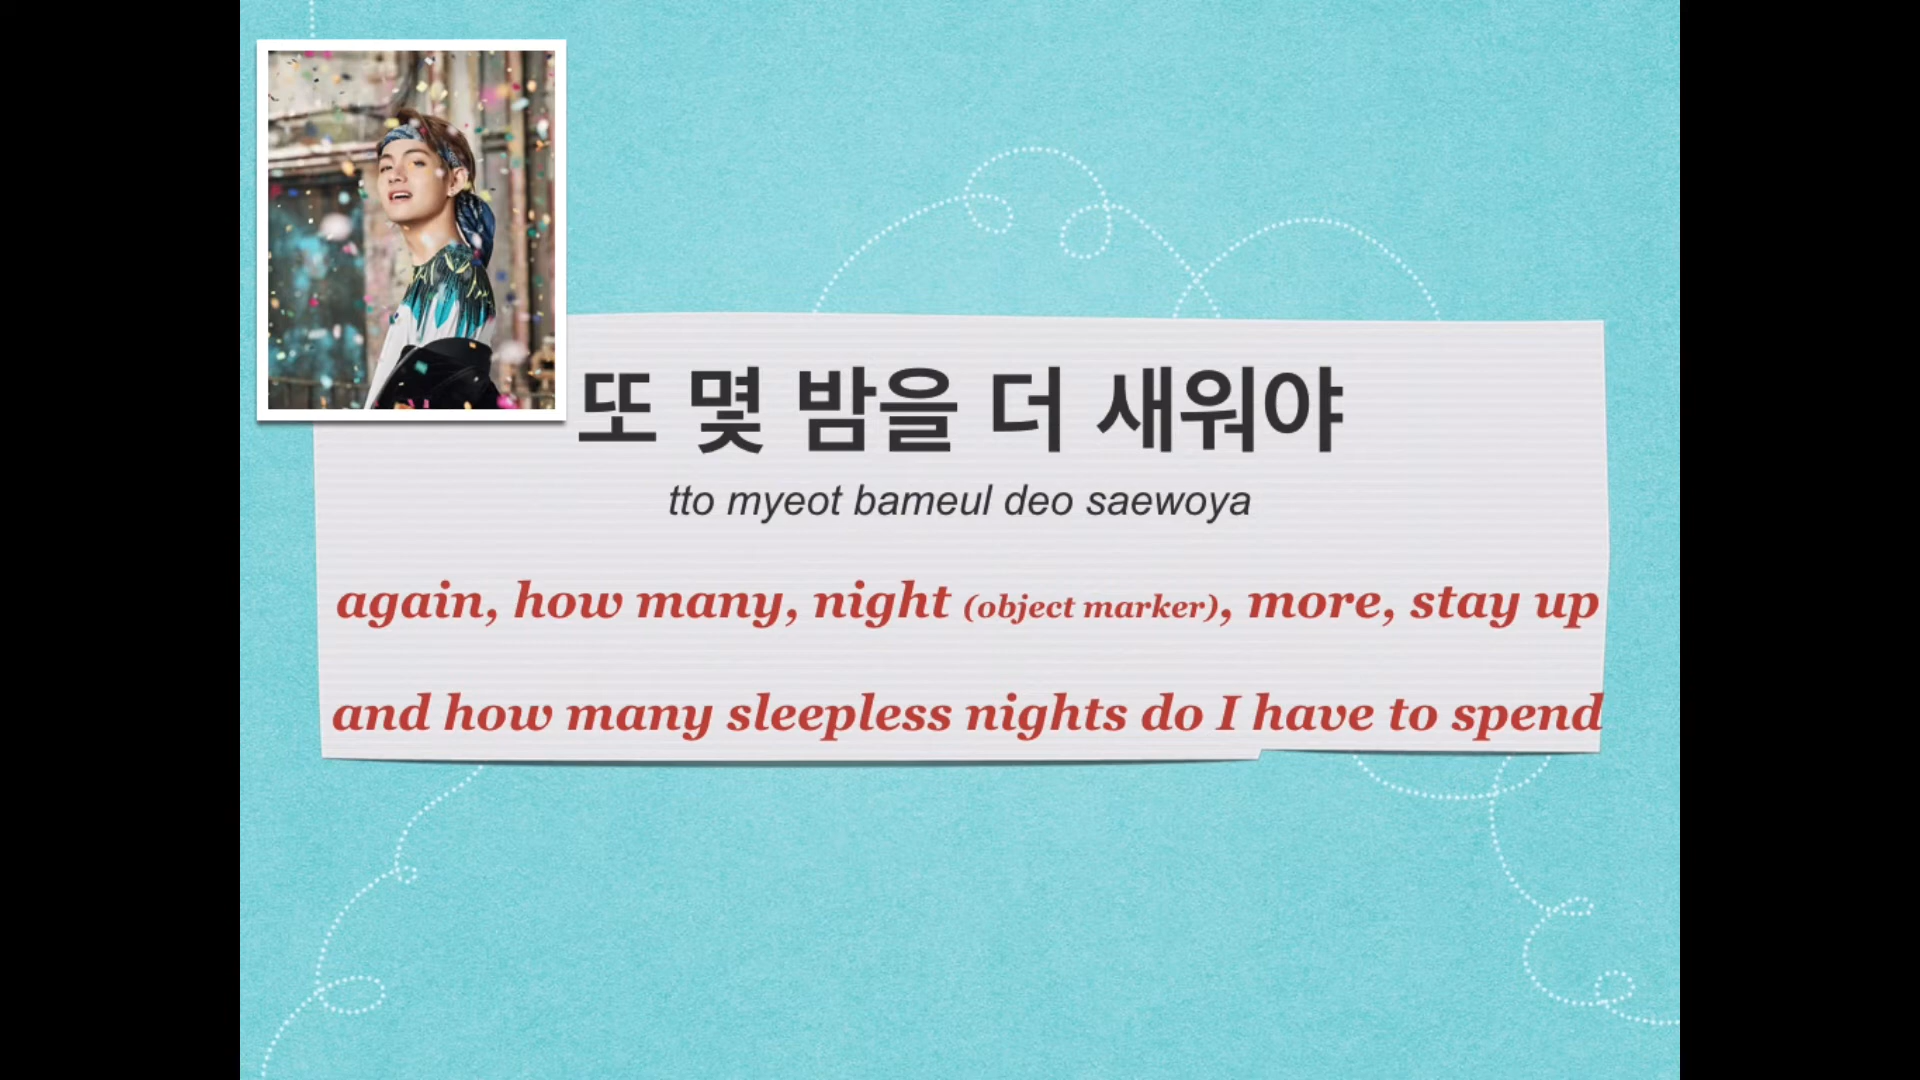 또 몇 밤을 더 새워야
tto myeot bameul deo saewoya
again, how many, night (object marker), more, stay up
and how many sleepless nights do I have to spend